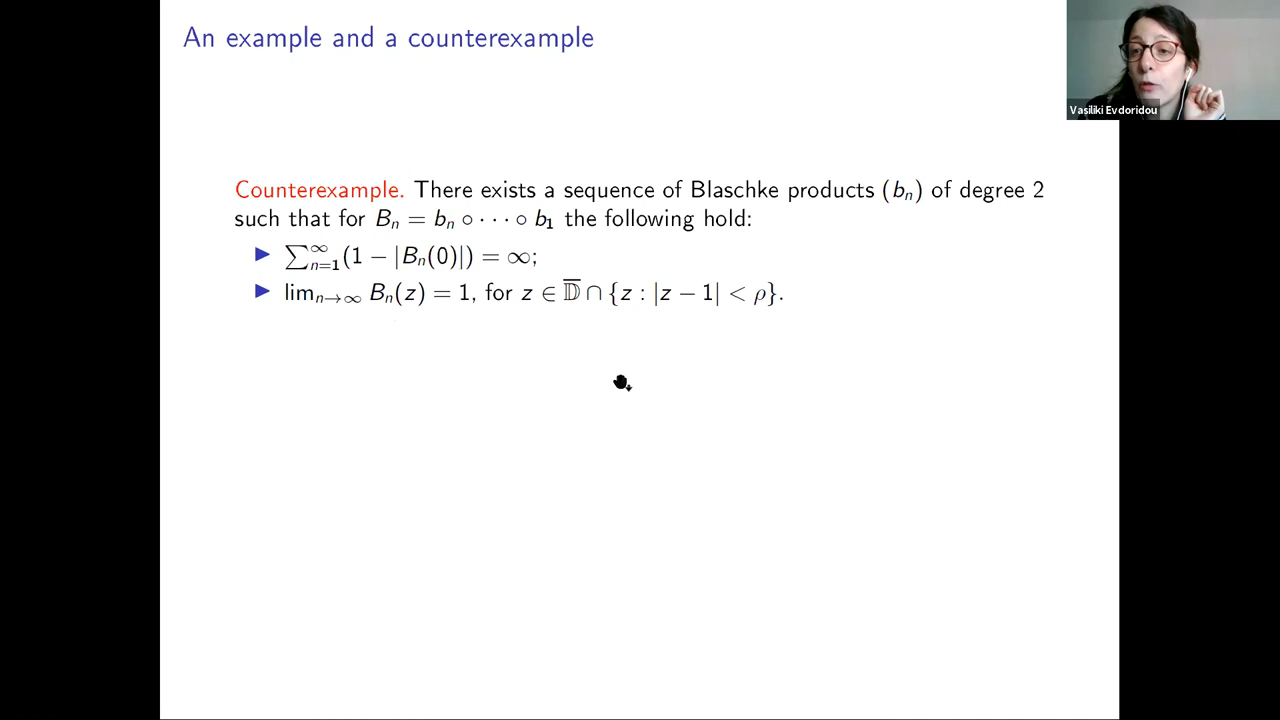 An example and a counterexample
Vasiliki Evdoridou
Counterexample. There exists a sequence of Blaschke products (bₙ) of degree 2
such that for Bₙ = bₙ ∘ ··· ∘ b₁ the following hold:
▶ ∑ₙ₌₁^∞ (1 − |Bₙ(0)|) = ∞;
▶ limₙ→∞ Bₙ(z) = 1, for z ∈ D̅ ∩ {z : |z − 1| < ρ}.